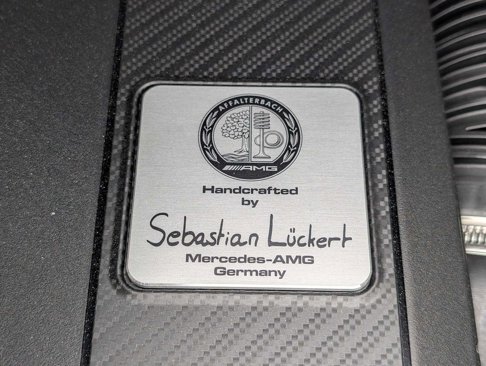 AFFALTERBACH
AMG
Handcrafted
by
Sebastian Lückert
Mercedes-AMG
Germany